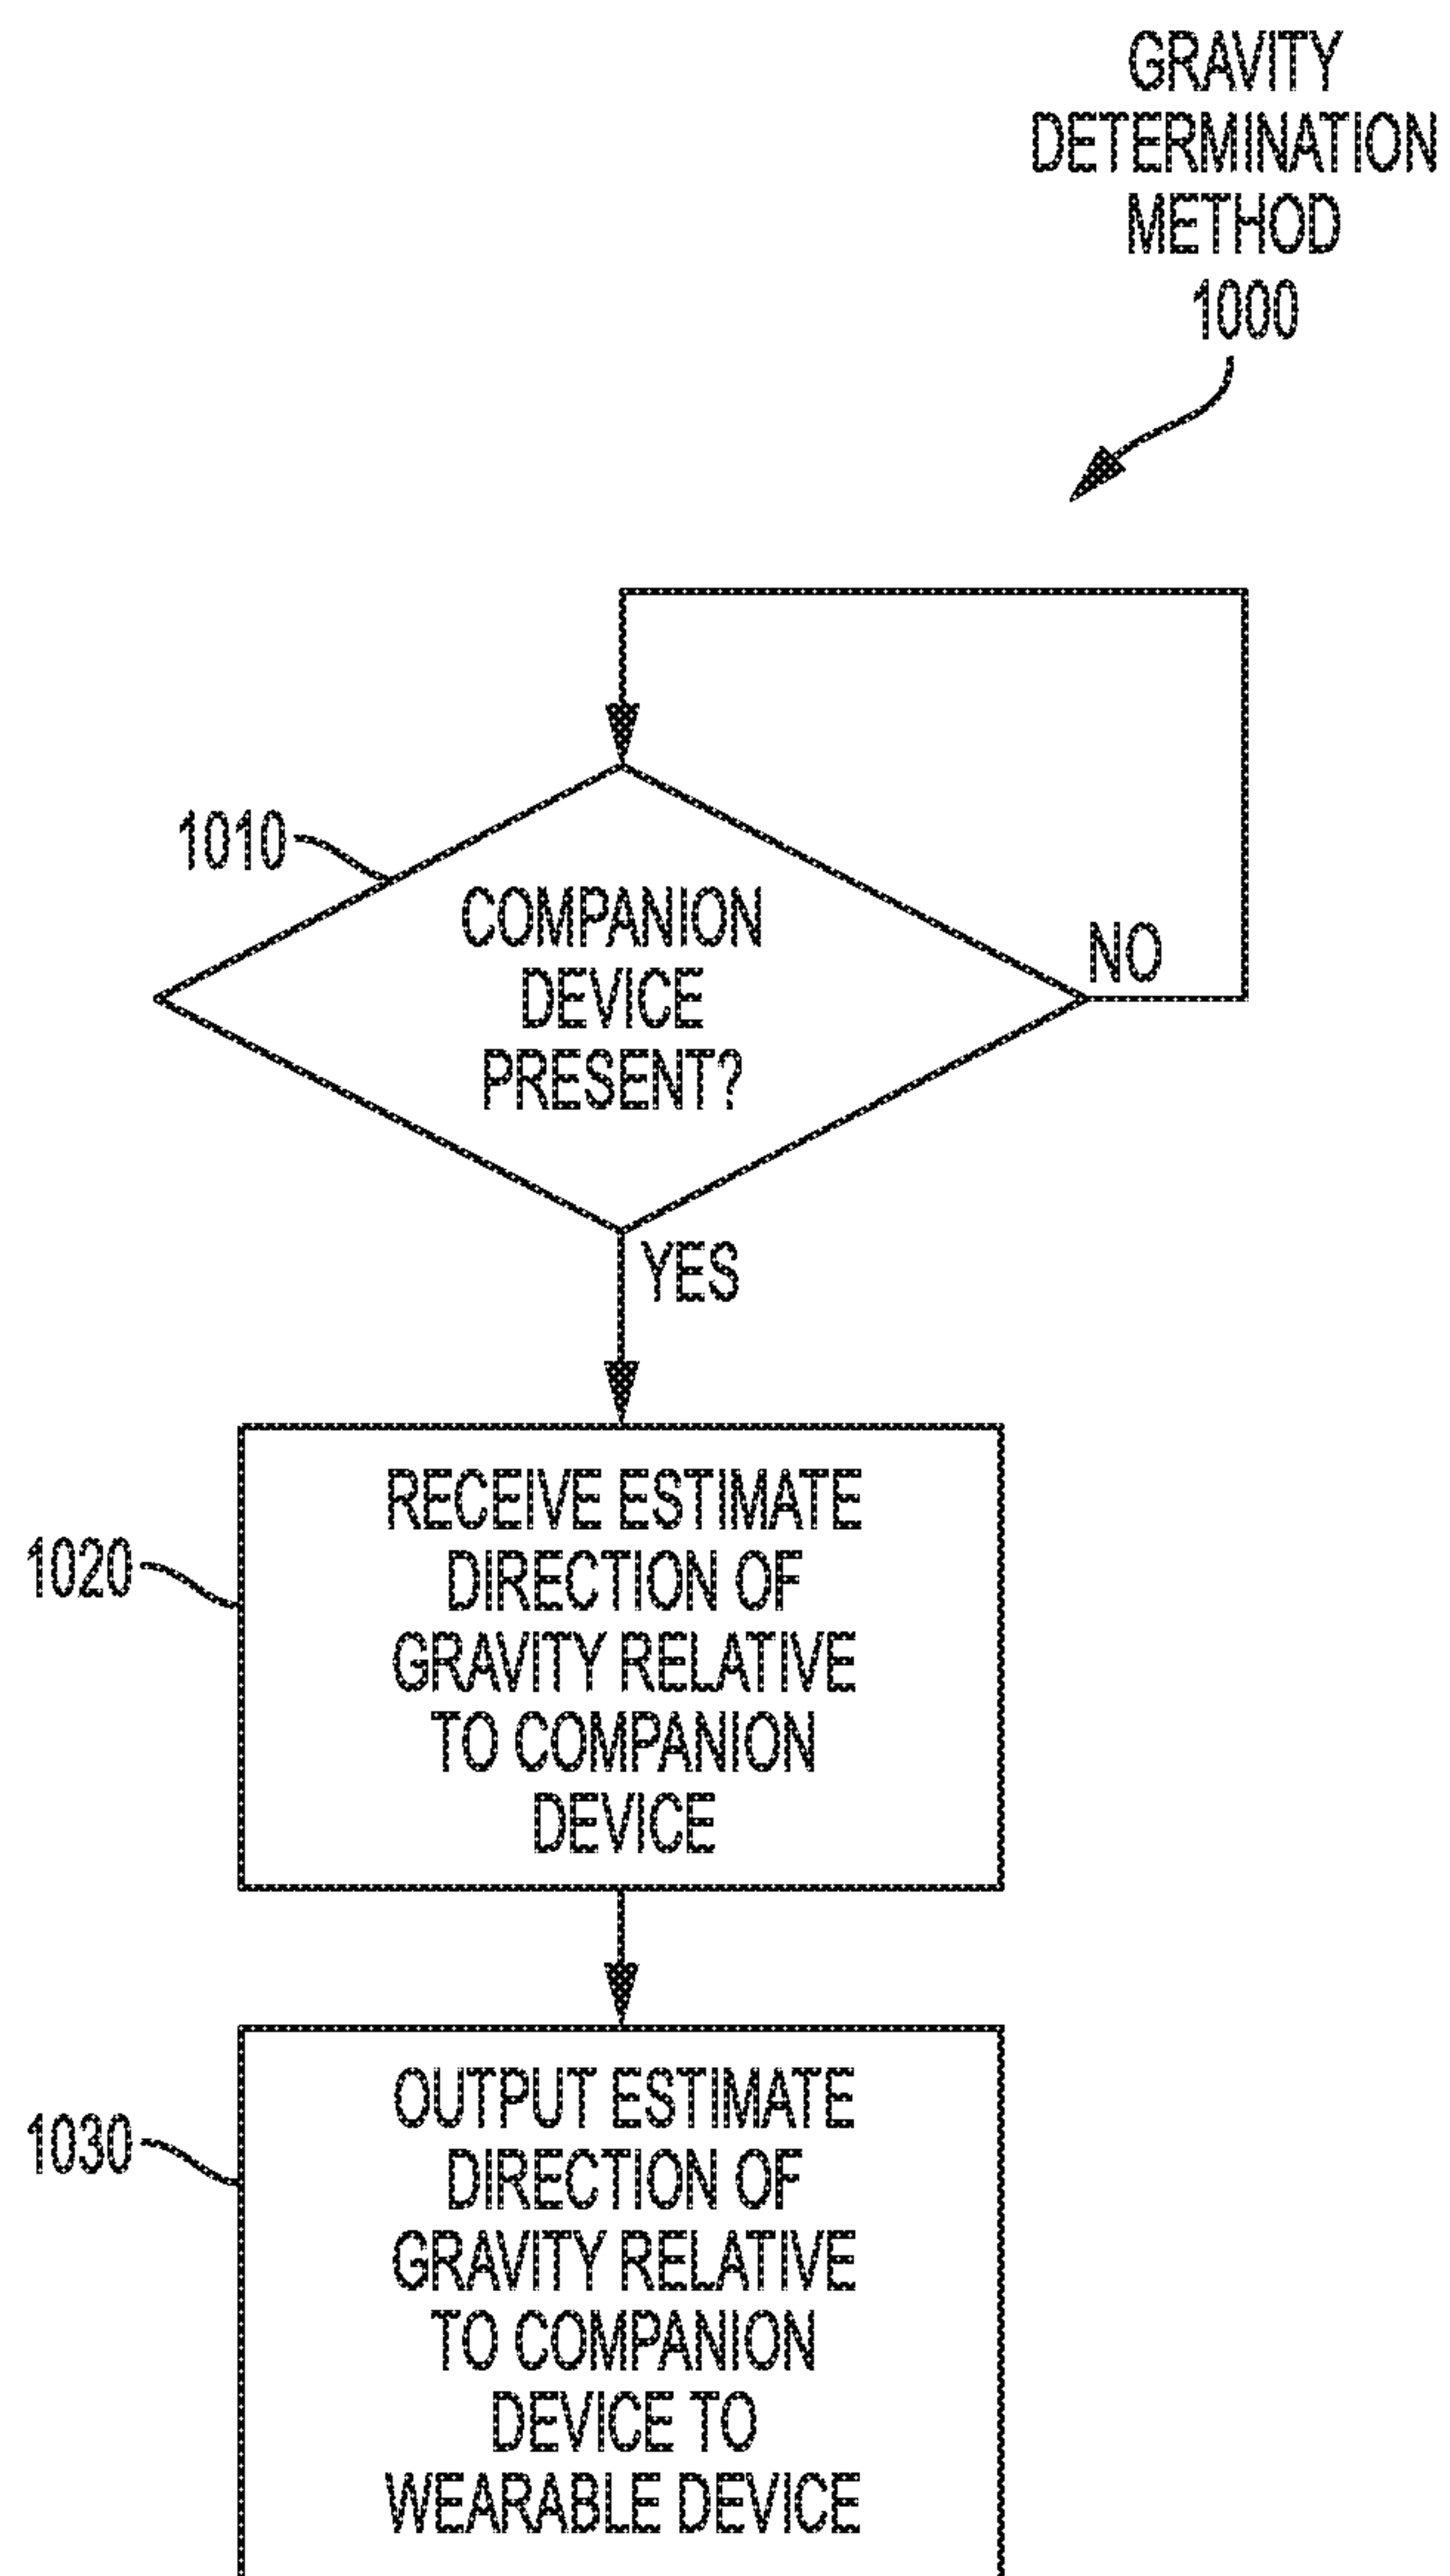 GRAVITY
DETERMINATION
METHOD
1000
1010
COMPANION
DEVICE
PRESENT?
NO
YES
1020
RECEIVE ESTIMATE
DIRECTION OF
GRAVITY RELATIVE
TO COMPANION
DEVICE
1030
OUTPUT ESTIMATE
DIRECTION OF
GRAVITY RELATIVE
TO COMPANION
DEVICE TO
WEARABLE DEVICE